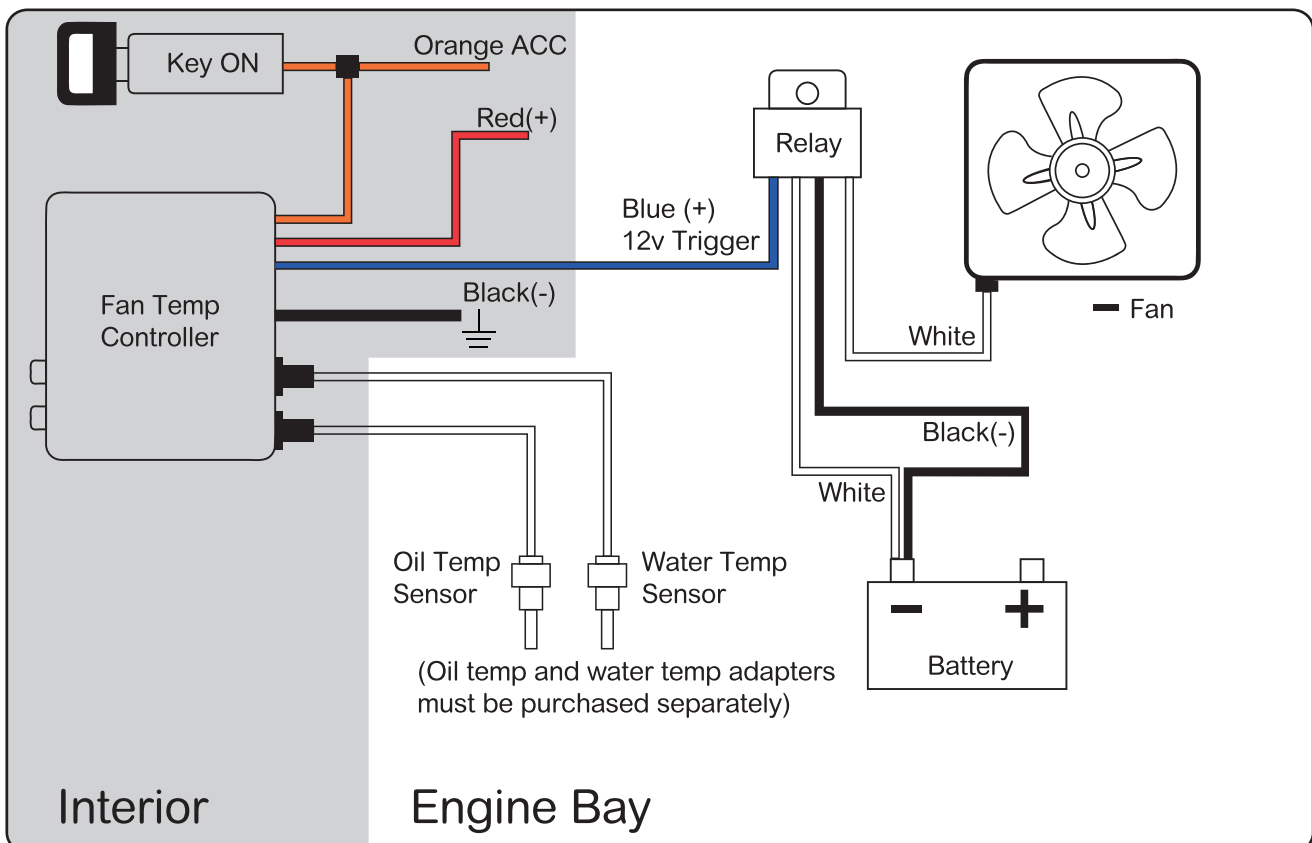 Key ON
Orange ACC
Red(+)
Relay
Blue (+)
12v Trigger
Fan Temp
Controller
Black(-)
Fan
White
Black(-)
White
Oil Temp
Sensor
Water Temp
Sensor
(Oil temp and water temp adapters
must be purchased separately)
Battery
Interior
Engine Bay